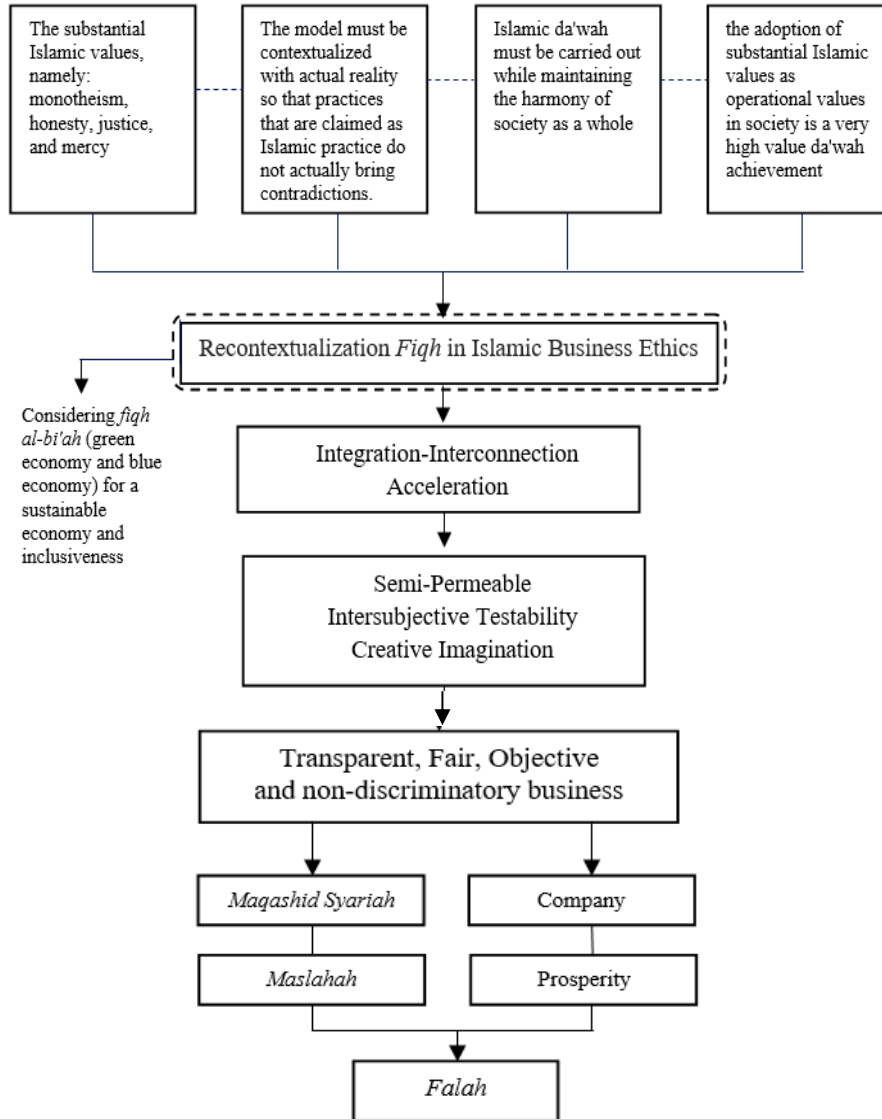 The substantial
Islamic values,
namely:
monotheism,
honesty, justice,
and mercy
The model must be
contextualized
with actual reality
so that practices
that are claimed as
Islamic practice do
not actually bring
contradictions.
Islamic da'wah
must be carried out
while maintaining
the harmony of
society as a whole
the adoption of
substantial Islamic
values as
operational values
in society is a very
high value da'wah
achievement
Recontextualization Fiqh in Islamic Business Ethics
Considering fiqh
al-bi'ah (green
economy and blue
economy) for a
sustainable
economy and
inclusiveness
Integration-Interconnection
Acceleration
Semi-Permeable
Intersubjective Testability
Creative Imagination
Transparent, Fair, Objective
and non-discriminatory business
Maqashid Syariah
Company
Maslahah
Prosperity
Falah